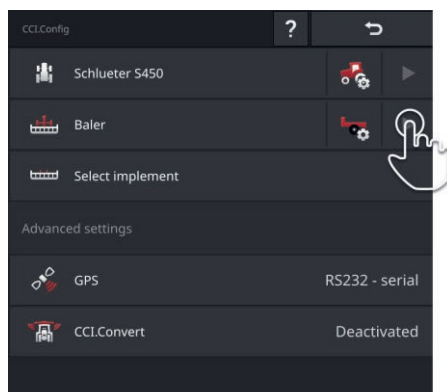 CCI.Config ?
Schlueter S450
Baler
Select implement
Advanced settings
GPS RS232 - serial
CCI.Convert Deactivated